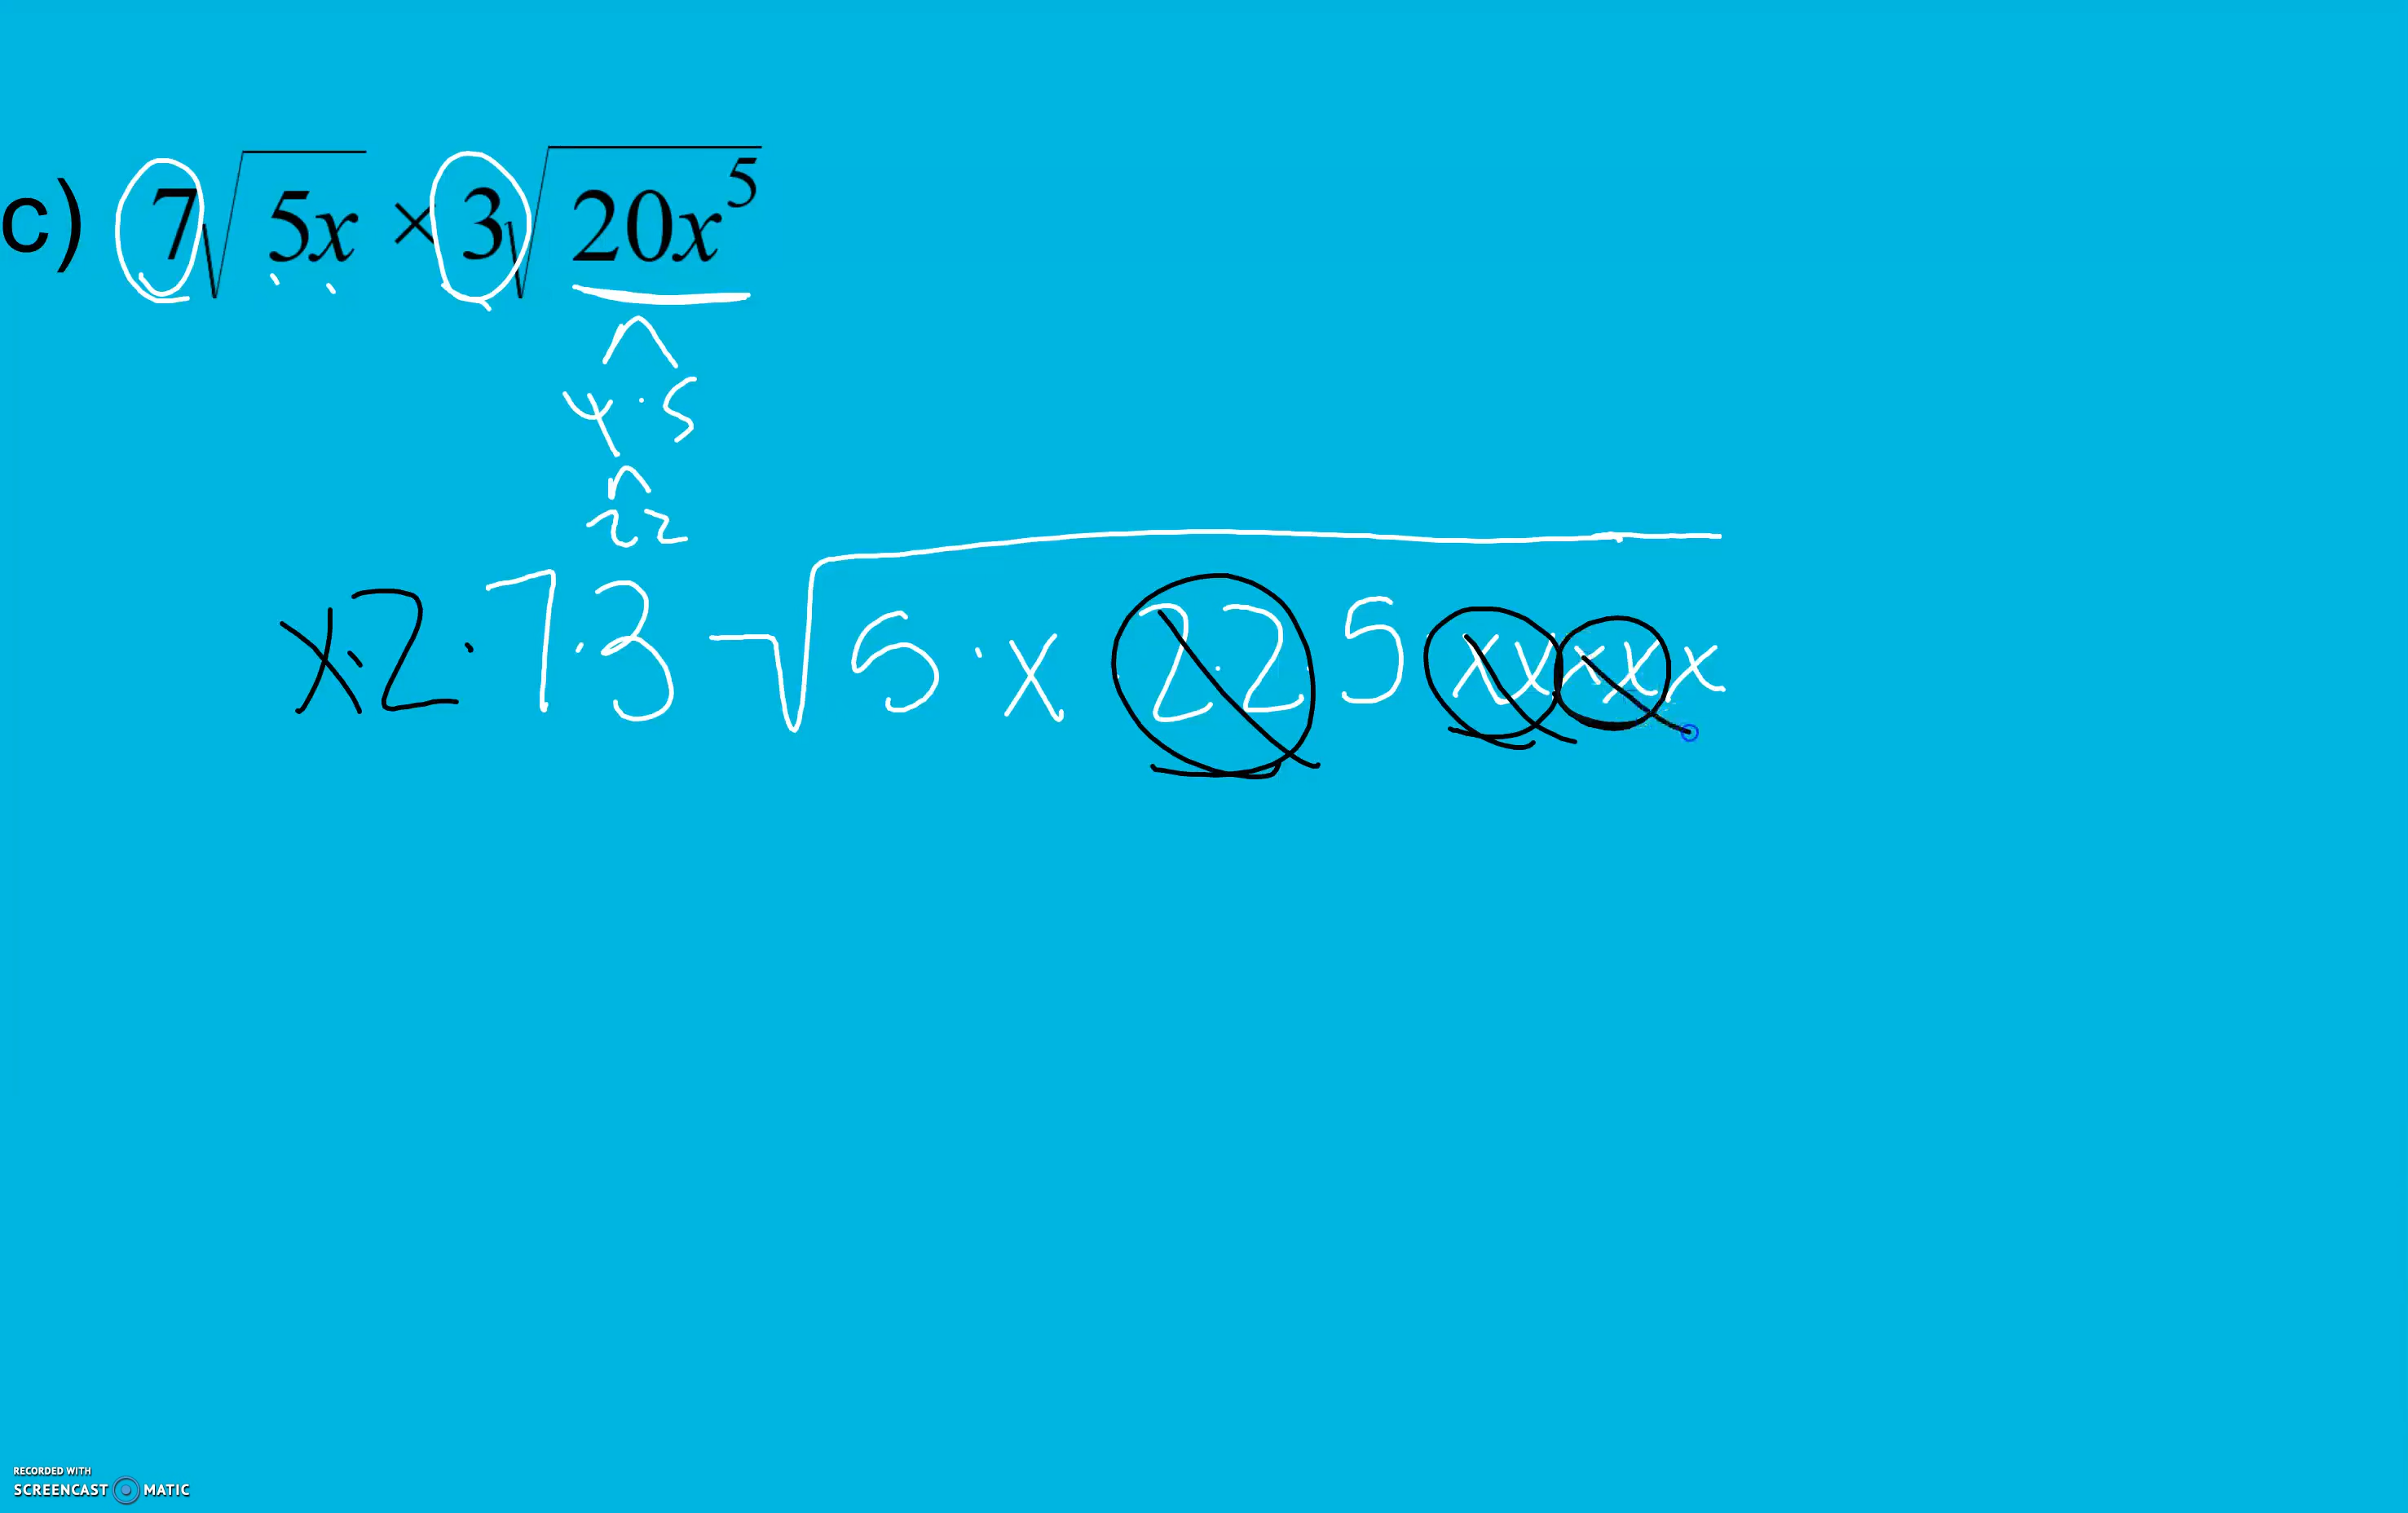 c) 7√5x × 3√20x⁵
4 · 5
2 2
x · 2 · 7 · 3 √5 · x 2 · 2 5 x x x x x
RECORDED WITH
SCREENCAST MATIC